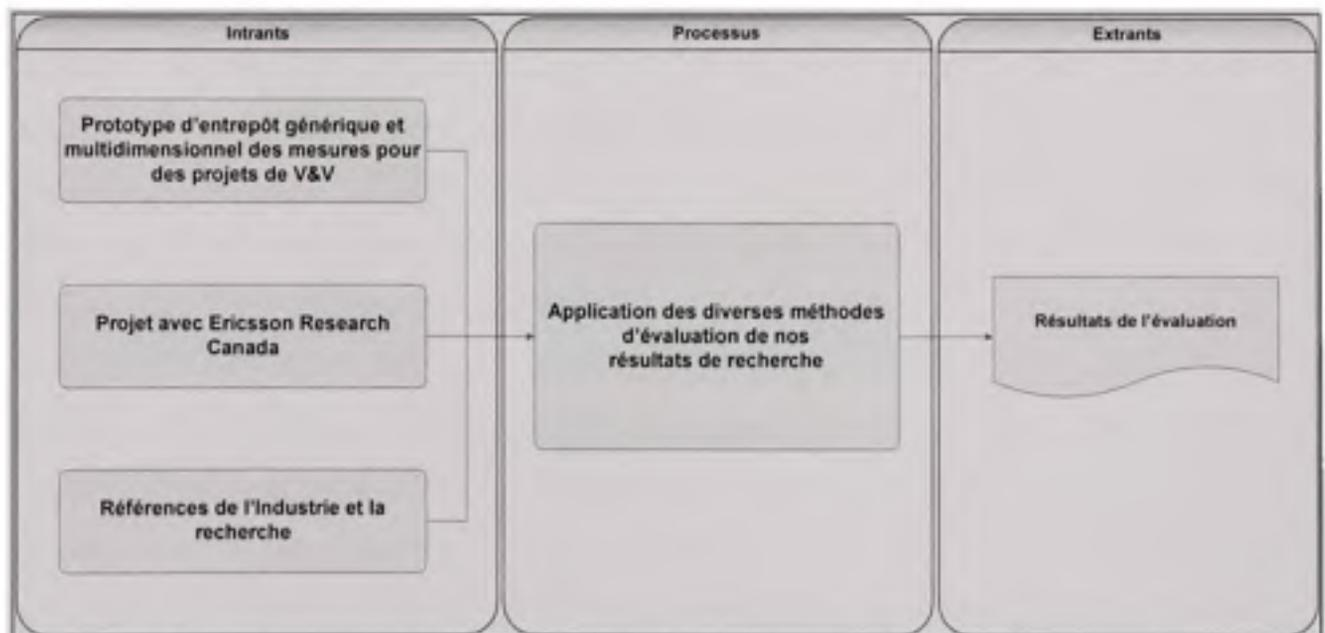 Intrants
Processus
Extrants
Prototype d'entrepôt générique et
multidimensionnel des mesures pour
des projets de V&V
Projet avec Ericsson Research
Canada
Références de l'Industrie et la
recherche
Application des diverses méthodes
d'évaluation de nos
résultats de recherche
Résultats de l'évaluation